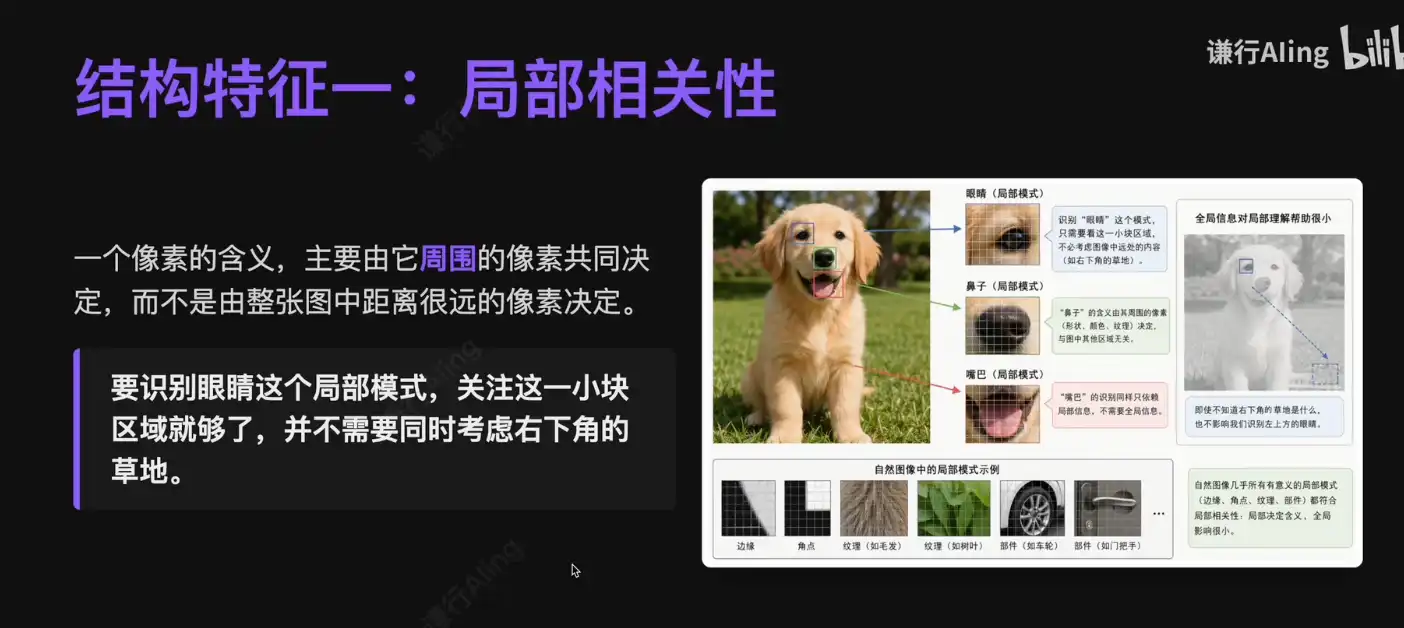 谦行AIing bilib
结构特征一：局部相关性
一个像素的含义，主要由它周围的像素共同决
定，而不是由整张图中距离很远的像素决定。
要识别眼睛这个局部模式，关注这一小块
区域就够了，并不需要同时考虑右下角的
草地。
眼睛（局部模式）
识别“眼睛”这个模式，
只需要看这一小块区域，
不必考虑图像中远处的内容
（如右下角的草地）。
鼻子（局部模式）
“鼻子”的含义由其周围的像素
（形状、颜色、纹理）决定，
与图中其他区域无关。
嘴巴（局部模式）
“嘴巴”的识别同样只依赖
局部信息，不需要全局信息。
全局信息对局部理解帮助很小
即使不知道右下角的草地是什么，
也不影响我们识别左上方的眼睛。
自然图像中的局部模式示例
边缘
角点
纹理（如毛发）
纹理（如树叶）
部件（如车轮）
部件（如门把手）
...
自然图像几乎所有有意义的局部模式
（边缘、角点、纹理、部件）都符合
局部相关性：局部决定含义、全局
影响很小。
谦行AIing
谦行AIing